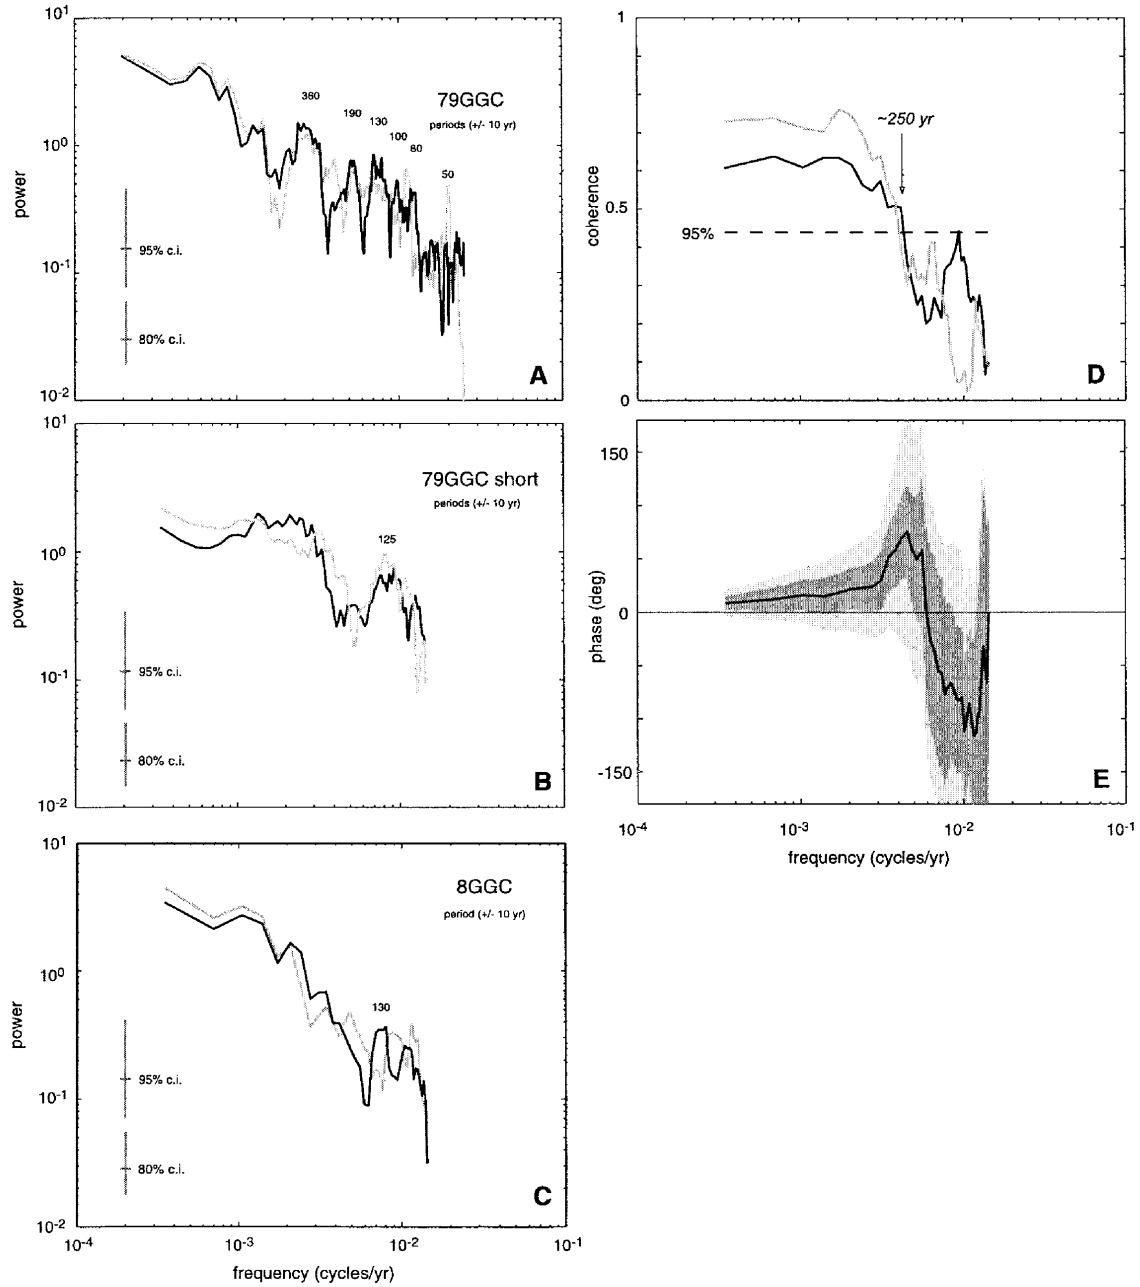 10¹
10⁰
10⁻¹
10⁻²
power
360
190
130
100
80
50
79GGC
periods (+/- 10 yr)
95% c.i.
80% c.i.
A
10¹
10⁰
10⁻¹
10⁻²
power
79GGC short
periods (+/- 10 yr)
125
95% c.i.
80% c.i.
B
10¹
10⁰
10⁻¹
10⁻²
power
8GGC
period (+/- 10 yr)
130
95% c.i.
80% c.i.
C
10⁻⁴
10⁻³
10⁻²
10⁻¹
frequency (cycles/yr)
1
0.5
0
coherence
~250 yr
95%
D
150
0
-150
phase (deg)
E
10⁻⁴
10⁻³
10⁻²
10⁻¹
frequency (cycles/yr)